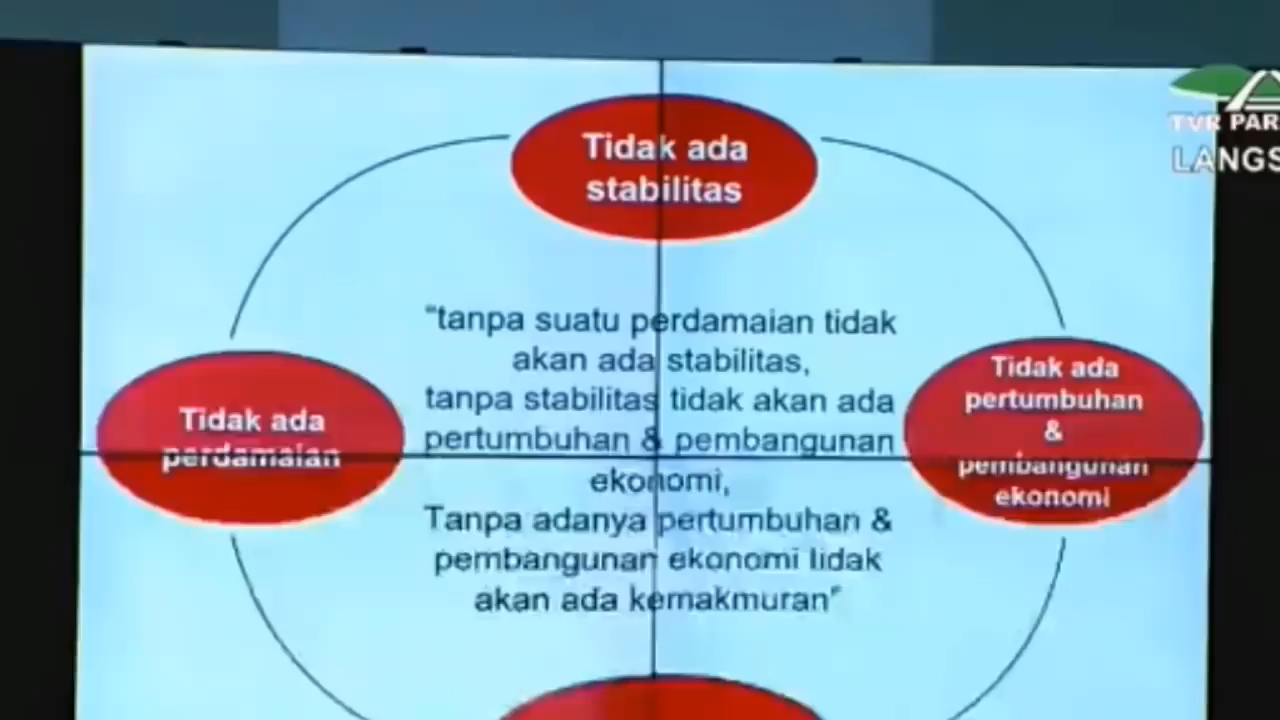 Tidak ada
stabilitas
TVR PAR
LANGS
"tanpa suatu perdamaian tidak
akan ada stabilitas,
tanpa stabilitas tidak akan ada
pertumbuhan & pembangunan
ekonomi,
Tanpa adanya pertumbuhan &
pembangunan ekonomi tidak
akan ada kemakmuran"
Tidak ada
perdamaian
Tidak ada
pertumbuhan
&
pembangunan
ekonomi